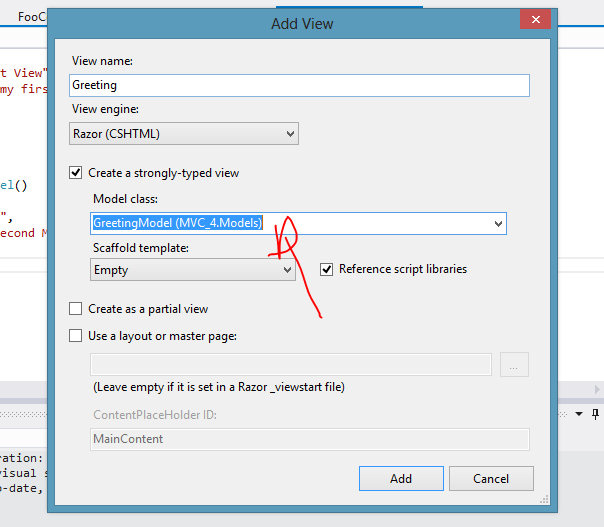 FooC
Add View
t View"
my firs
el()
",
econd M
View name:
Greeting
View engine:
Razor (CSHTML)
Create a strongly-typed view
Model class:
GreetingModel (MVC_4.Models)
Scaffold template:
Empty
Reference script libraries
Create as a partial view
Use a layout or master page:
...
(Leave empty if it is set in a Razor _viewstart file)
ContentPlaceHolder ID:
MainContent
Add
Cancel
ration:
visual s
o-date,